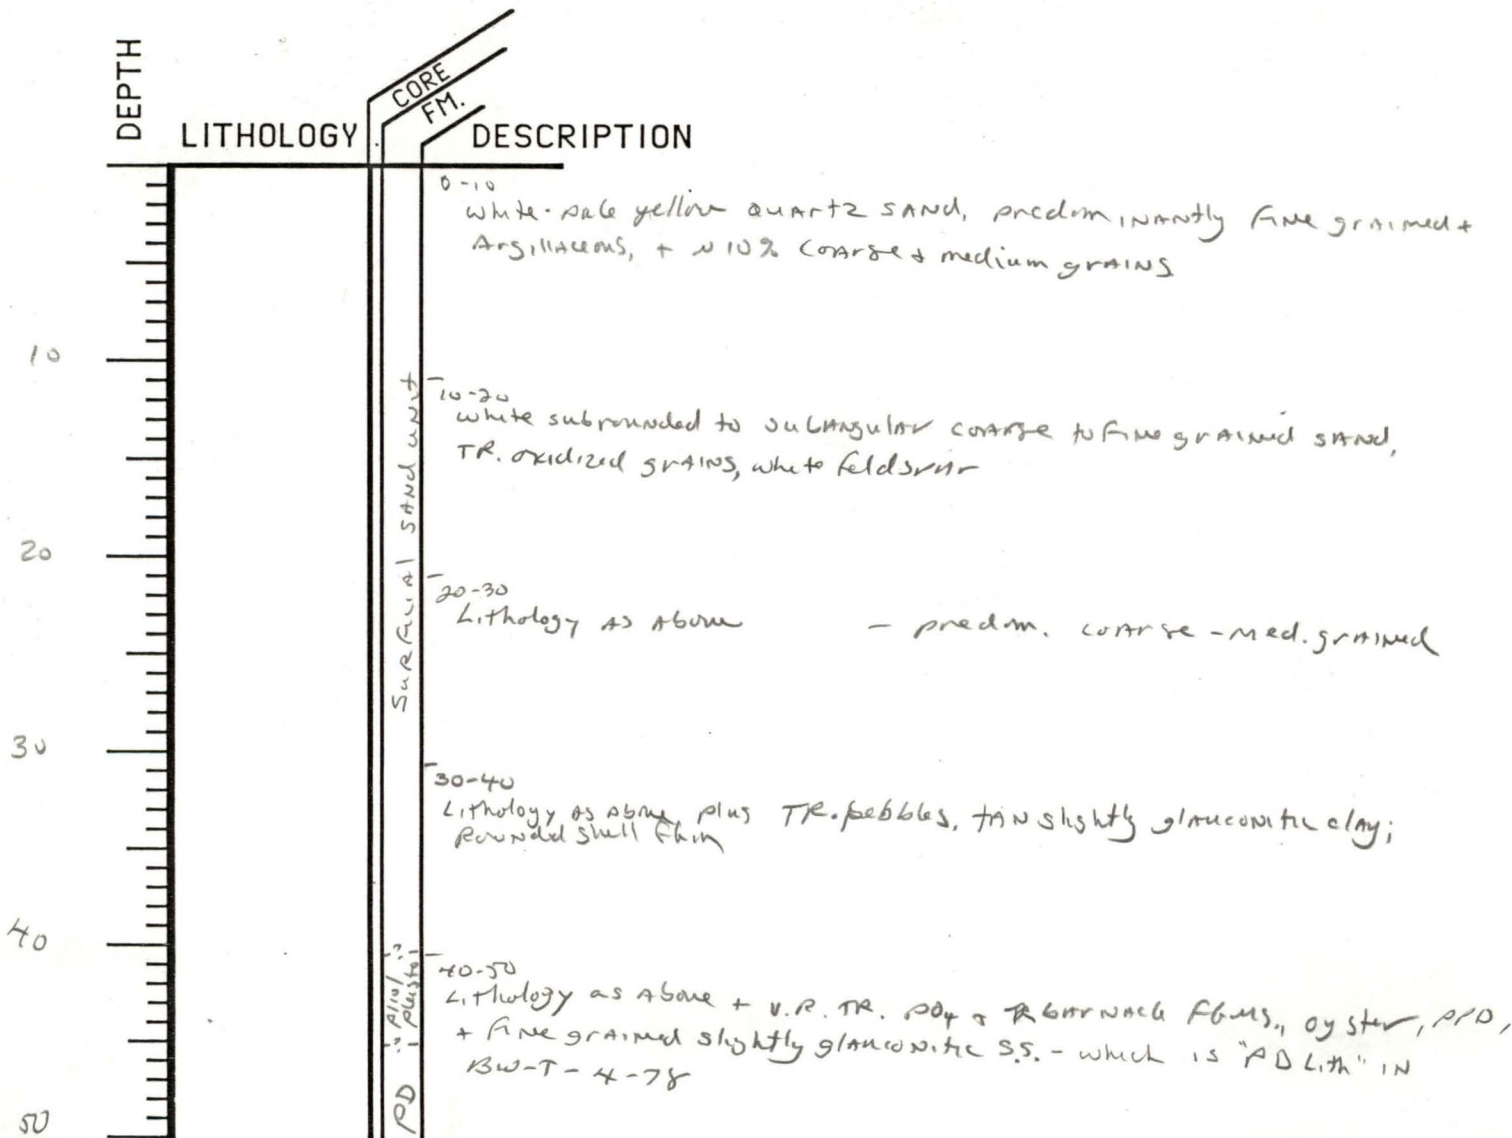 DEPTH
LITHOLOGY
CORE
FM.
DESCRIPTION
0-10
white-pale yellow quartz SAND, predominantly fine grained +
Argillaceous, + ~10% coarse + medium grains
10
10-20
white subrounded to subangular coarse to fine grained SAND,
TR. oxidized grains, white feldspar
20
20-30
Lithology AS Above - predom. coarse-med. grained
30
30-40
Lithology as above, plus TR. pebbles, tan slightly glauconitic clay;
Rounded shell
40
40-50
Lithology as Above + V.R. TR. PO4 + TR barnacle , oyster, PPD,
+ fine grained slightly glauconitic S.S. - which is "PD Lith" IN
BW-T-4-78
50
Surficial SAND unit
?
Plio/
Pleisto
?
PD